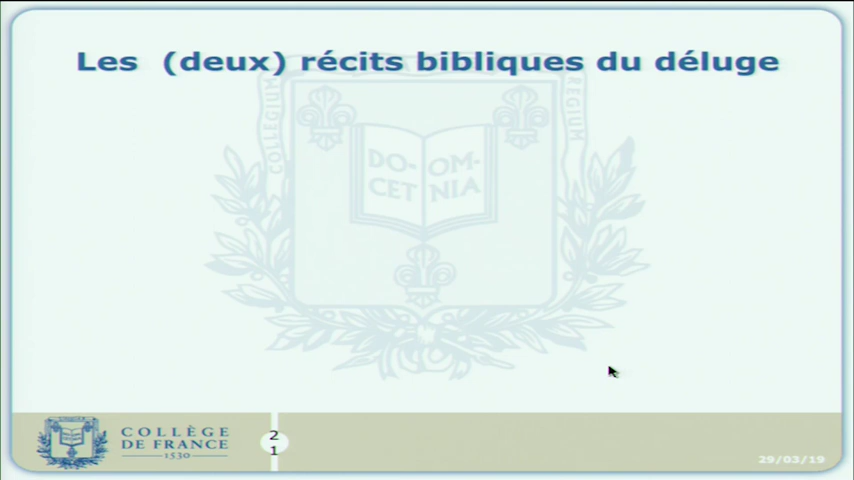 Les (deux) récits bibliques du déluge
COLLEGIUM
REGIUM
DO-
CET
OM-
NIA
COLLÈGE
DE FRANCE
1530
2
1
29/03/19